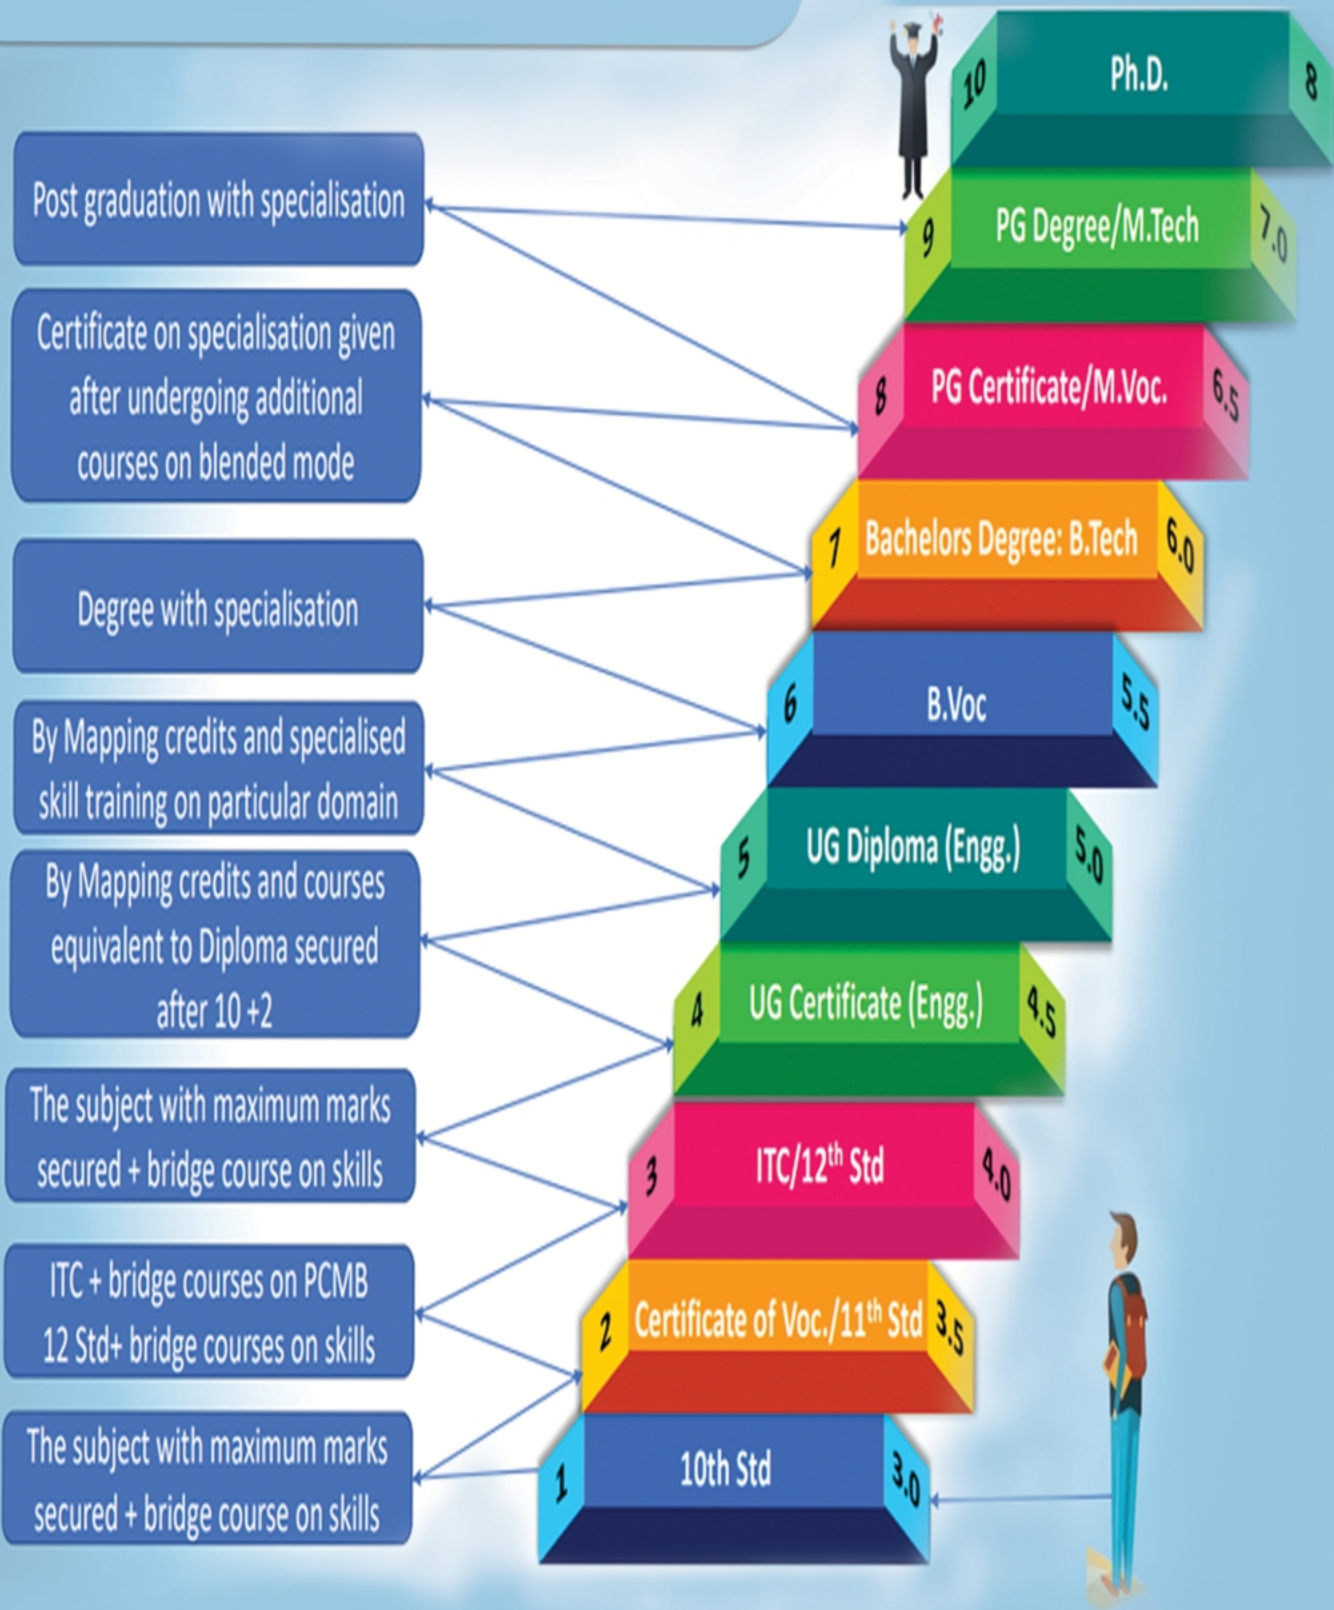 10 Ph.D. 8
Post graduation with specialisation
9 PG Degree/M.Tech 7.0
Certificate on specialisation given
after undergoing additional
courses on blended mode
8 PG Certificate/M.Voc. 6.5
7 Bachelors Degree: B.Tech 6.0
Degree with specialisation
6 B.Voc 5.5
By Mapping credits and specialised
skill training on particular domain
5 UG Diploma (Engg.) 5.0
By Mapping credits and courses
equivalent to Diploma secured
after 10 +2
4 UG Certificate (Engg.) 4.5
The subject with maximum marks
secured + bridge course on skills
3 ITC/12th Std 4.0
ITC + bridge courses on PCMB
12 Std+ bridge courses on skills
2 Certificate of Voc./11th Std 3.5
The subject with maximum marks
secured + bridge course on skills
1 10th Std 3.0